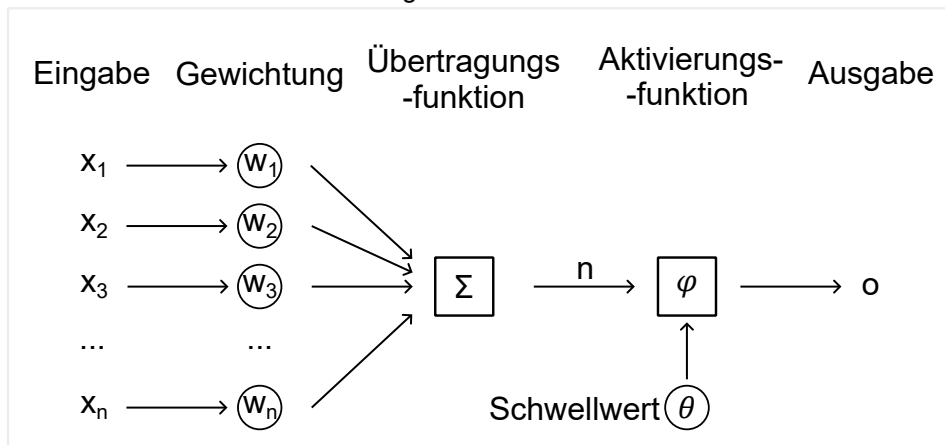 Eingabe
Gewichtung
Übertragungs
-funktion
Aktivierungs-
-funktion
Ausgabe
x₁
w₁
x₂
w₂
x₃
w₃
Σ
n
φ
o
...
...
xₙ
wₙ
Schwellwert θ